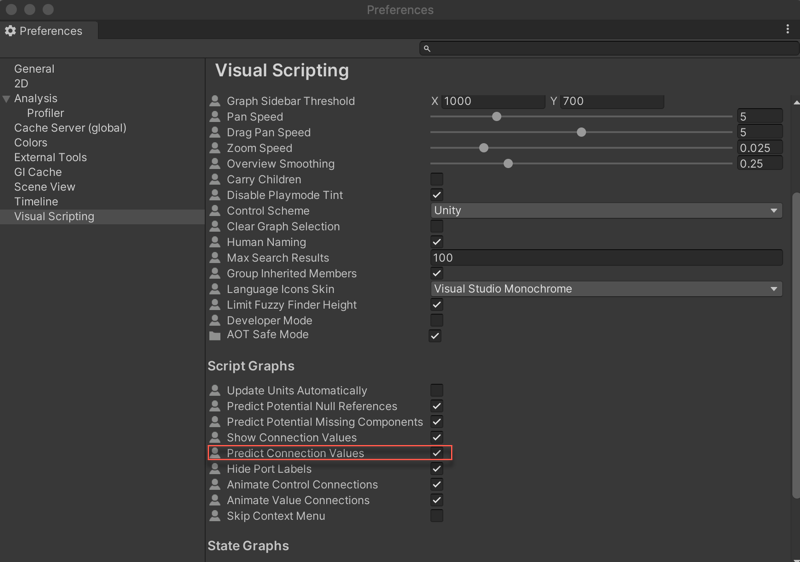 Preferences
Preferences
General
2D
Analysis
Profiler
Cache Server (global)
Colors
External Tools
GI Cache
Scene View
Timeline
Visual Scripting
Visual Scripting
Graph Sidebar Threshold X 1000 Y 700
Pan Speed 5
Drag Pan Speed 5
Zoom Speed 0.025
Overview Smoothing 0.25
Carry Children
Disable Playmode Tint
Control Scheme Unity
Clear Graph Selection
Human Naming
Max Search Results 100
Group Inherited Members
Language Icons Skin Visual Studio Monochrome
Limit Fuzzy Finder Height
Developer Mode
AOT Safe Mode
Script Graphs
Update Units Automatically
Predict Potential Null References
Predict Potential Missing Components
Show Connection Values
Predict Connection Values
Hide Port Labels
Animate Control Connections
Animate Value Connections
Skip Context Menu
State Graphs